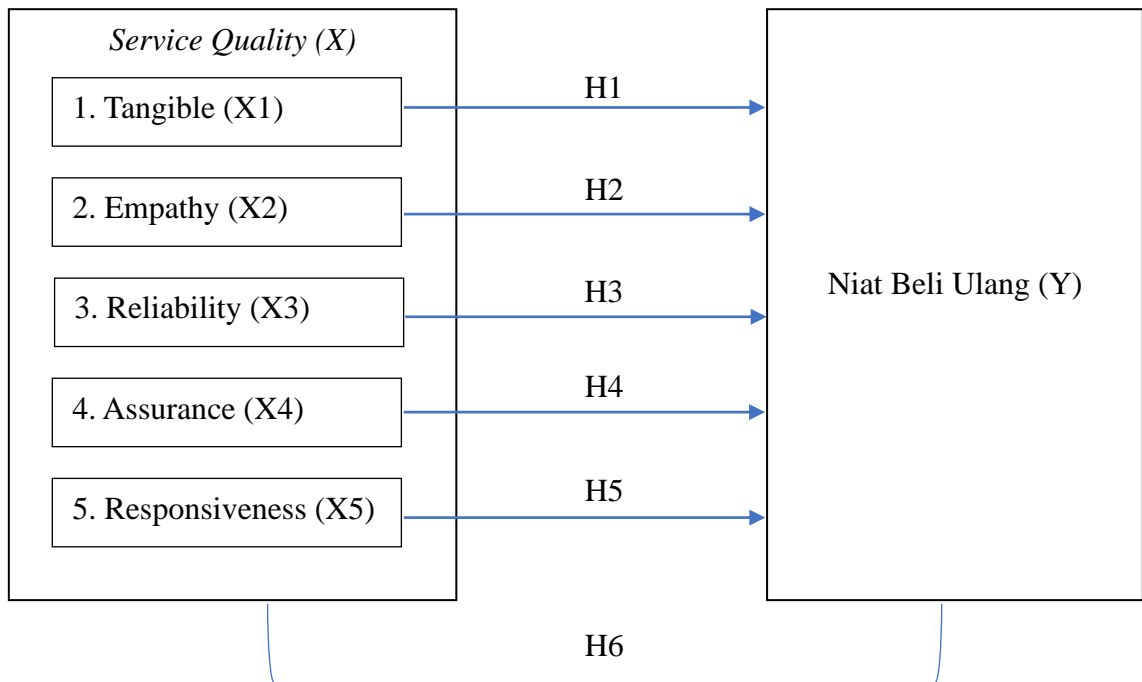 Service Quality (X)
1. Tangible (X1)
2. Empathy (X2)
3. Reliability (X3)
4. Assurance (X4)
5. Responsiveness (X5)
H1
H2
H3
H4
H5
H6
Niat Beli Ulang (Y)